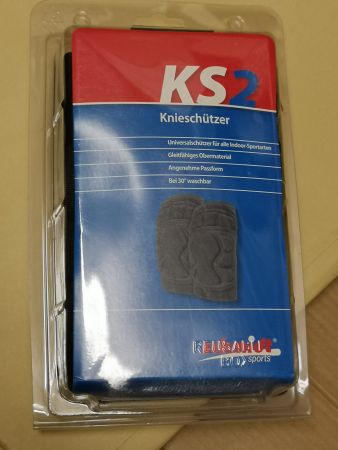 KS2
Knieschützer
Universalschützer für alle Indoor-Sportarten
Gleitfähiges Obermaterial
Angenehme Passform
Bei 30° waschbar
sports